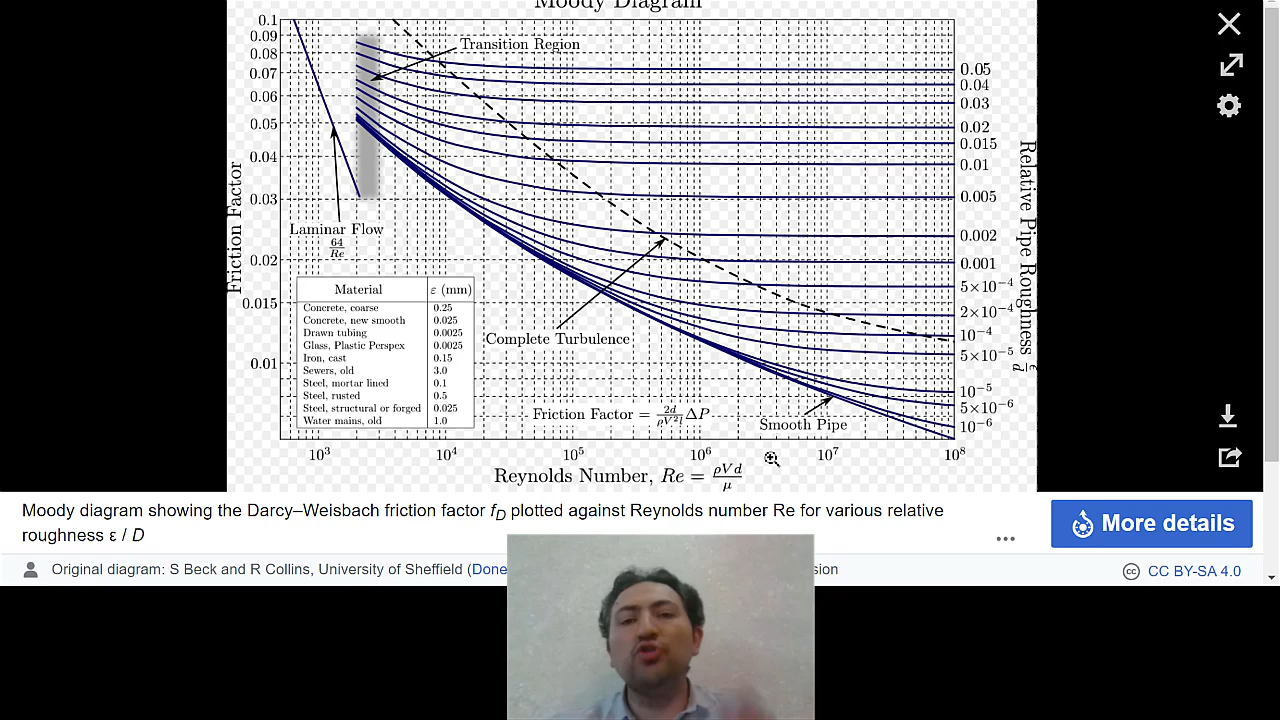 Moody Diagram
0.1
0.09
0.08
0.07
0.06
0.05
0.04
0.03
0.02
0.015
0.01
Friction Factor
Transition Region
Laminar Flow
64/Re
Material ε (mm)
Concrete, coarse 0.25
Concrete, new smooth 0.025
Drawn tubing 0.0025
Glass, Plastic Perspex 0.0025
Iron, cast 0.15
Sewers, old 3.0
Steel, mortar lined 0.1
Steel, rusted 0.5
Steel, structural or forged 0.025
Water mains, old 1.0
Complete Turbulence
Friction Factor = 2d/ρV²l ΔP
Smooth Pipe
0.05
0.04
0.03
0.02
0.015
0.01
0.005
0.002
0.001
5×10⁻⁴
2×10⁻⁴
10⁻⁴
5×10⁻⁵
10⁻⁵
5×10⁻⁶
10⁻⁶
Relative Pipe Roughness ε/d
10³ 10⁴ 10⁵ 10⁶ 10⁷ 10⁸
Reynolds Number, Re = ρVd/μ
Moody diagram showing the Darcy–Weisbach friction factor f_D plotted against Reynolds number Re for various relative
roughness ε / D
More details
Original diagram: S Beck and R Collins, University of Sheffield (Done
sion
CC BY-SA 4.0